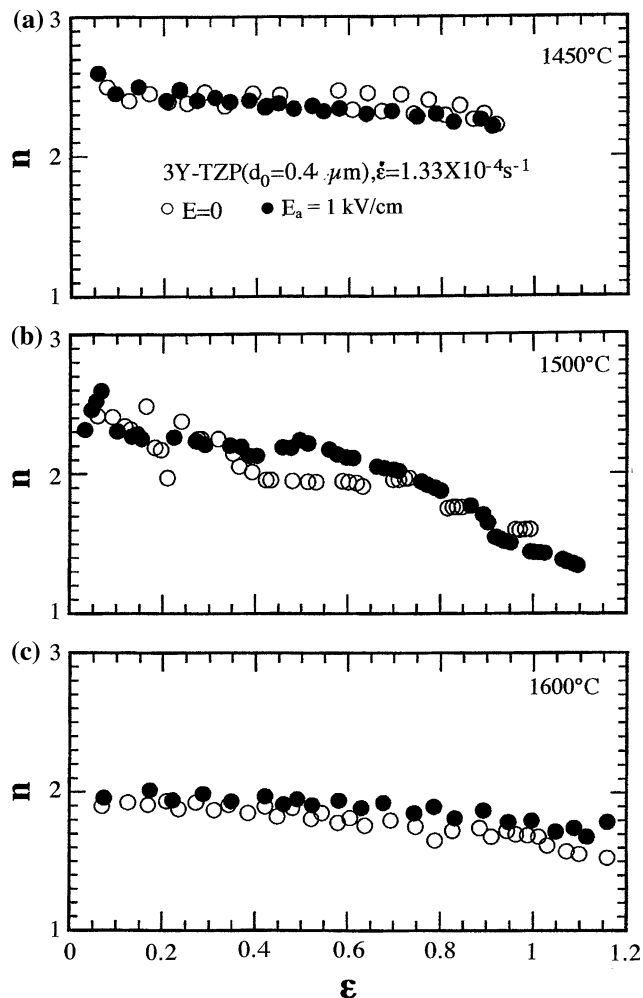 (a)
3
2
1
n
1450°C
3Y-TZP(d₀=0.4 μm),ε̇=1.33X10⁻⁴s⁻¹
○ E=0 ● Eₐ = 1 kV/cm
(b)
3
2
1
n
1500°C
(c)
3
2
1
n
1600°C
0 0.2 0.4 0.6 0.8 1 1.2
ε